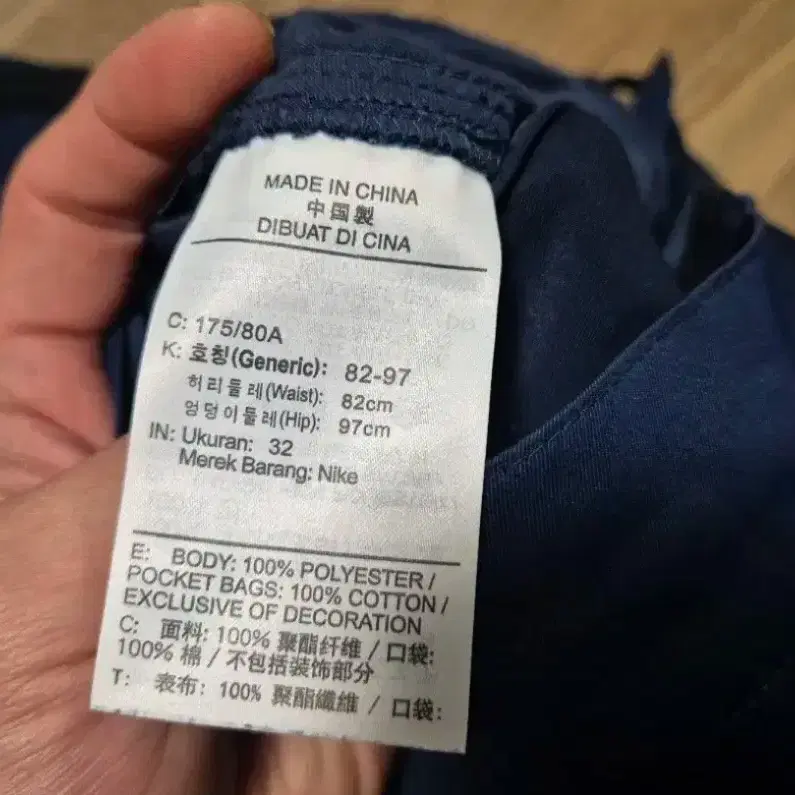 MADE IN CHINA
中国製
DIBUAT DI CINA
C: 175/80A
K: 호칭(Generic): 82-97
허리둘레(Waist): 82cm
엉덩이둘레(Hip): 97cm
IN: Ukuran: 32
Merek Barang: Nike
E: BODY: 100% POLYESTER /
POCKET BAGS: 100% COTTON /
EXCLUSIVE OF DECORATION
C: 面料: 100% 聚酯纤维 / 口袋:
100% 棉 / 不包括装饰部分
T: 表布: 100% 聚酯纖維 / 口袋: